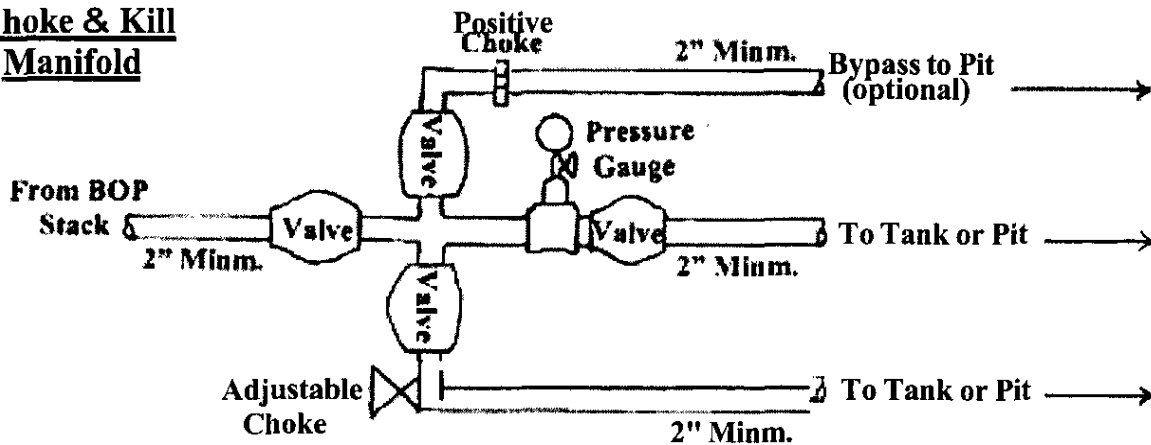 hoke & Kill
Manifold
Positive
Choke
2" Minm.
Bypass to Pit
(optional)
Valve
Pressure
Gauge
From BOP
Stack
Valve
Valve
To Tank or Pit
2" Minm.
2" Minm.
Valve
Adjustable
Choke
To Tank or Pit
2" Minm.